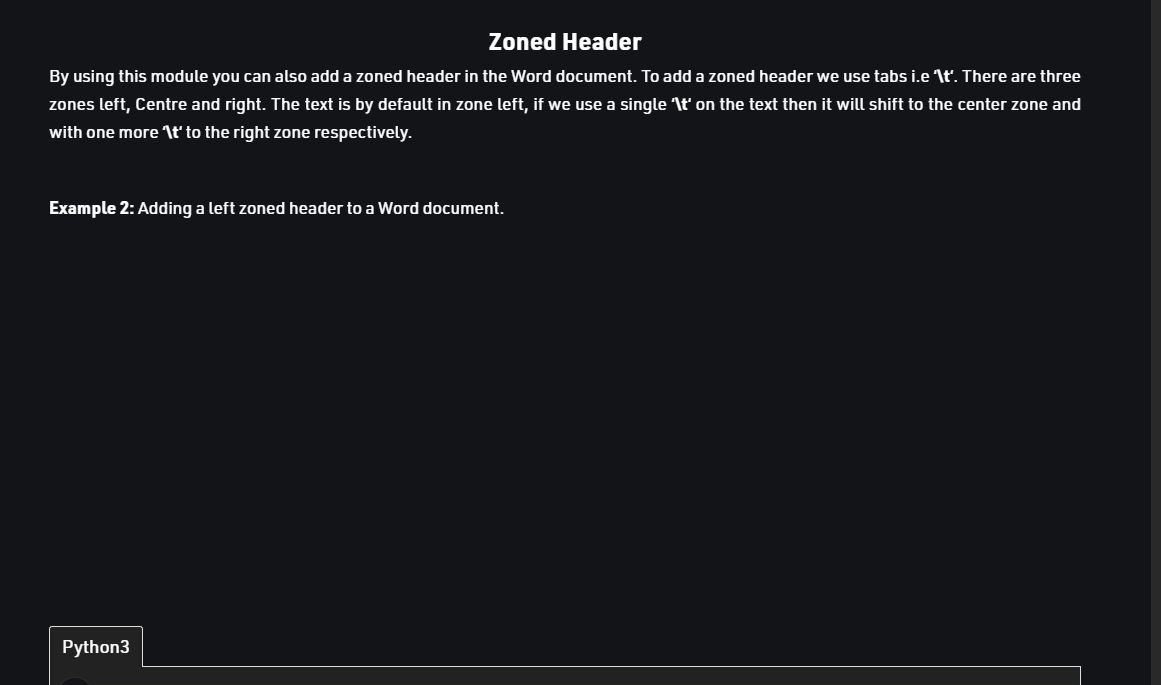 Zoned Header
By using this module you can also add a zoned header in the Word document. To add a zoned header we use tabs i.e ‘\t‘. There are three
zones left, Centre and right. The text is by default in zone left, if we use a single ‘\t‘ on the text then it will shift to the center zone and
with one more ‘\t‘ to the right zone respectively.
Example 2: Adding a left zoned header to a Word document.
Python3